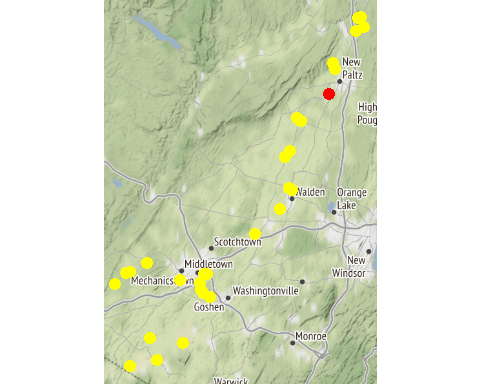 New
Paltz
High
Poug
Walden
Orange
Lake
Scotchtown
New
Windsor
Middletown
Mechanicstown
Washingtonville
Goshen
Monroe
Warwick